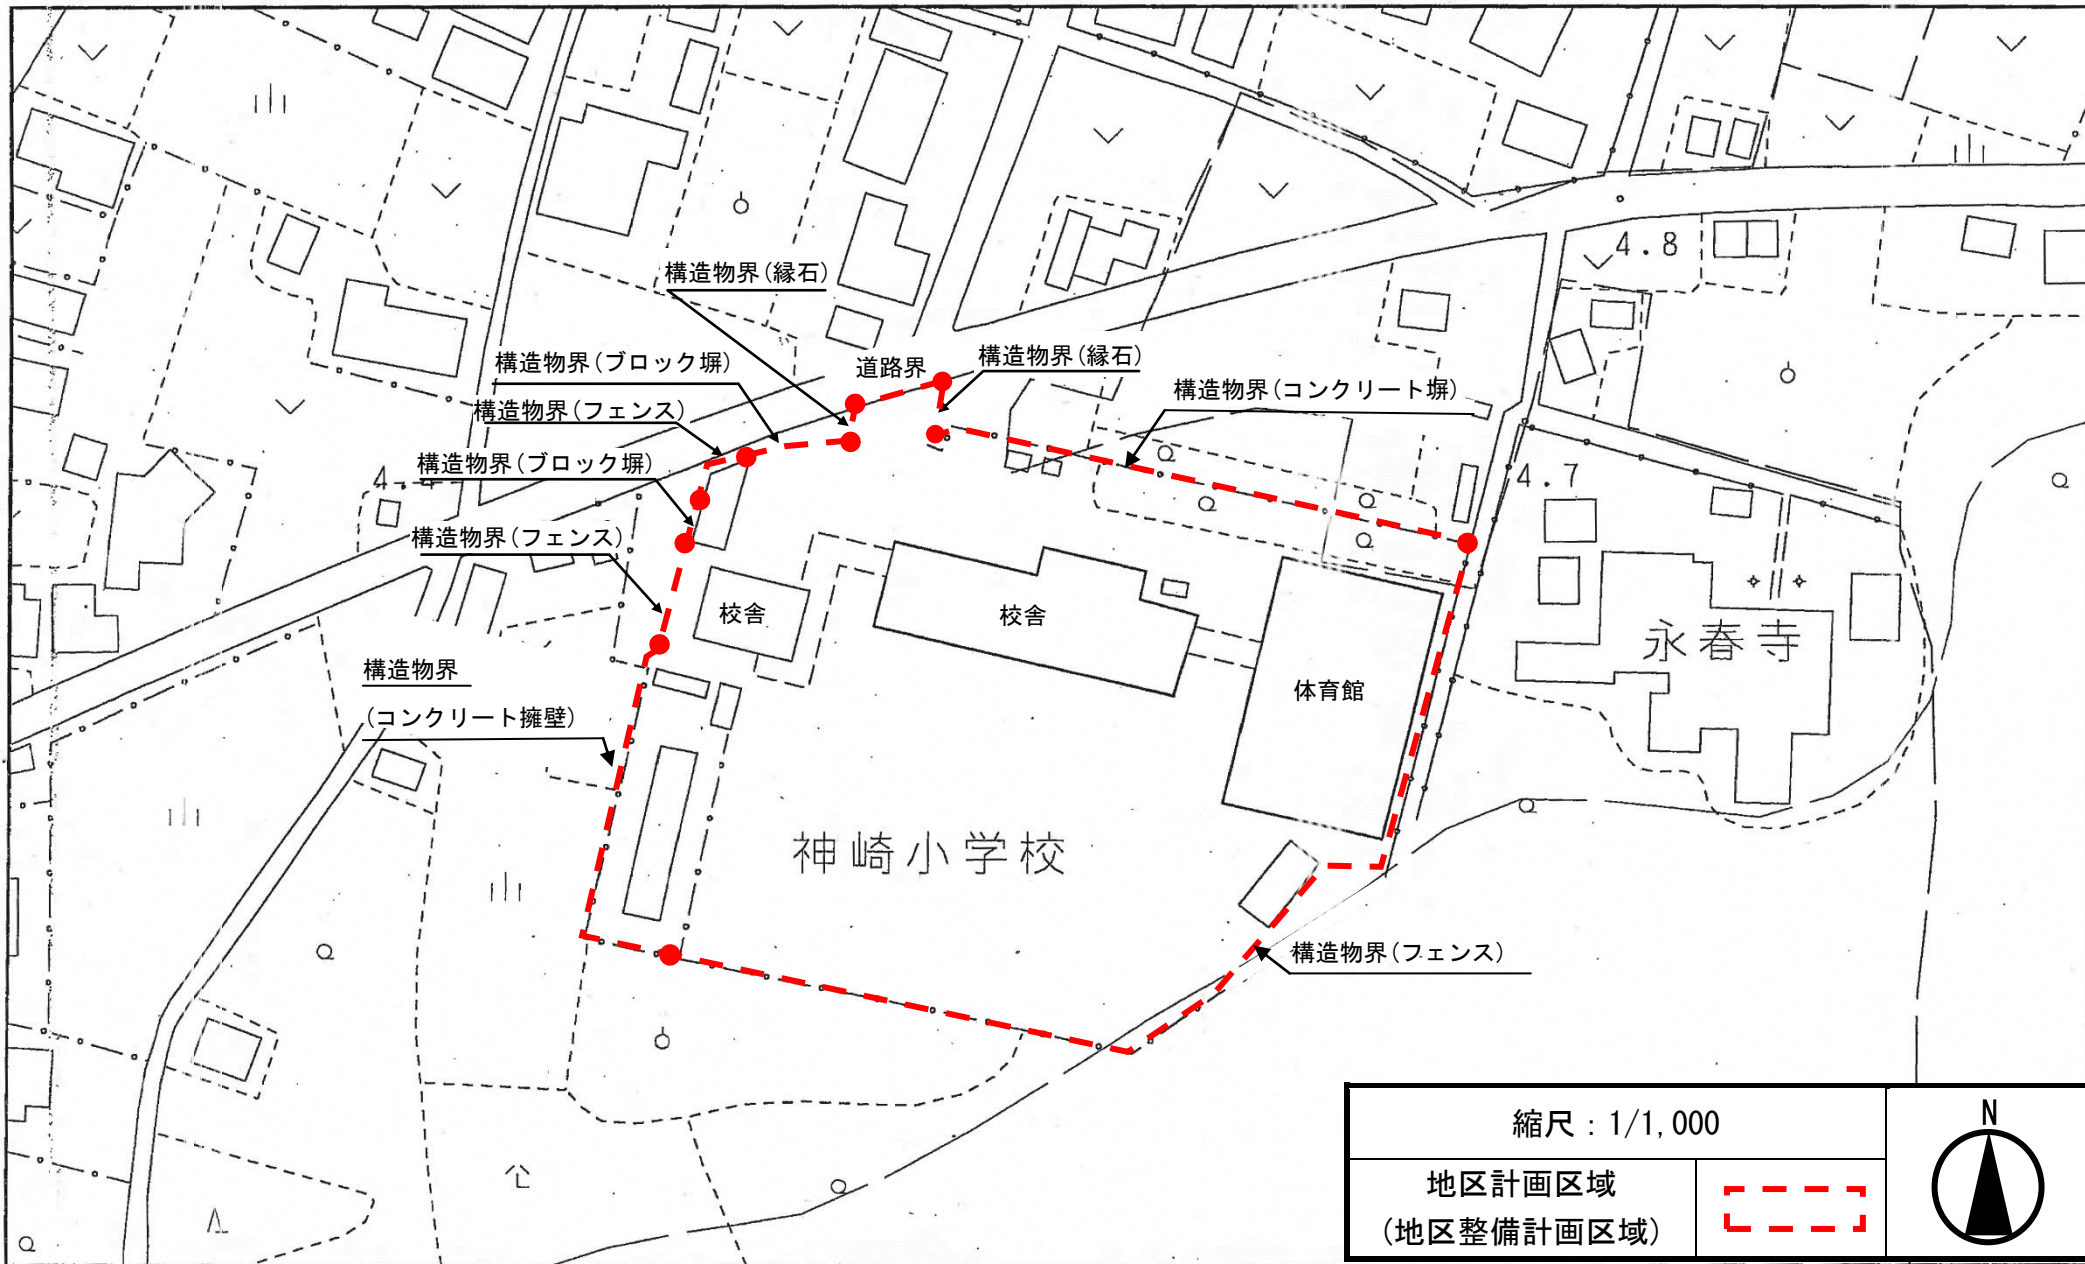 4.8
構造物界(縁石)
構造物界(ブロック塀)
道路界
構造物界(縁石)
構造物界(コンクリート塀)
構造物界(フェンス)
構造物界(ブロック塀)
4.7
構造物界(フェンス)
校舎
校舎
永春寺
構造物界
(コンクリート擁壁)
体育館
神崎小学校
構造物界(フェンス)
縮尺：1/1,000
N
地区計画区域
(地区整備計画区域)